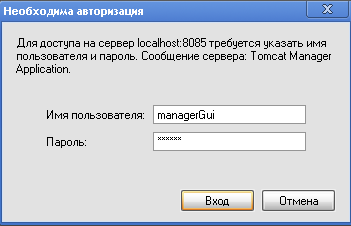 Необходима авторизация
Для доступа на сервер localhost:8085 требуется указать имя
пользователя и пароль. Сообщение сервера: Tomcat Manager
Application.
Имя пользователя: managerGui
Пароль: ××××××
Вход Отмена